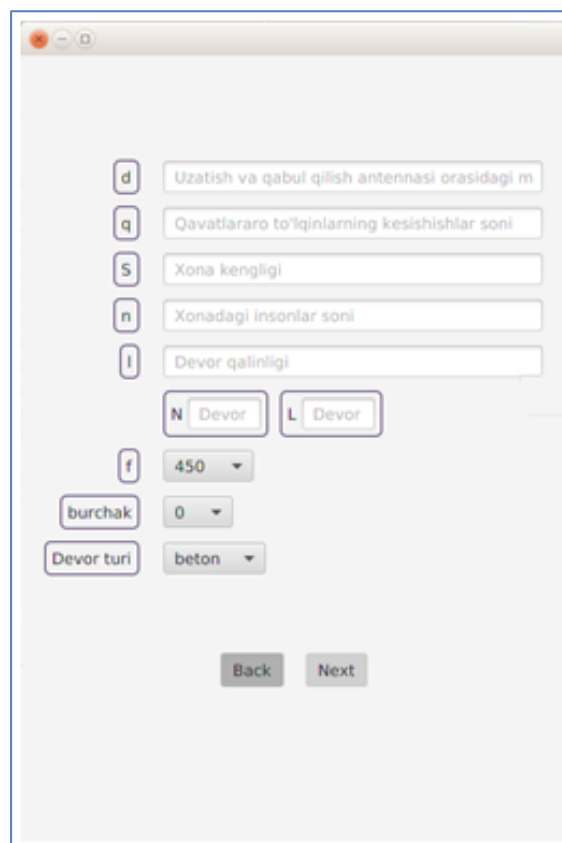 d Uzatish va qabul qilish antennasi orasidagi m
q Qavatlararo to'lqinlarning kesishishlar soni
S Xona kengligi
n Xonadagi insonlar soni
l Devor qalinligi
N Devor L Devor
f 450
burchak 0
Devor turi beton
Back Next